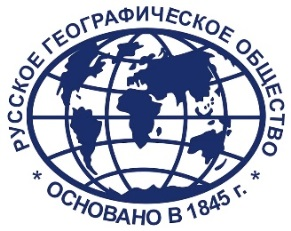 РУССКОЕ ГЕОГРАФИЧЕСКОЕ ОБЩЕСТВО
* ОСНОВАНО В 1845 г. *